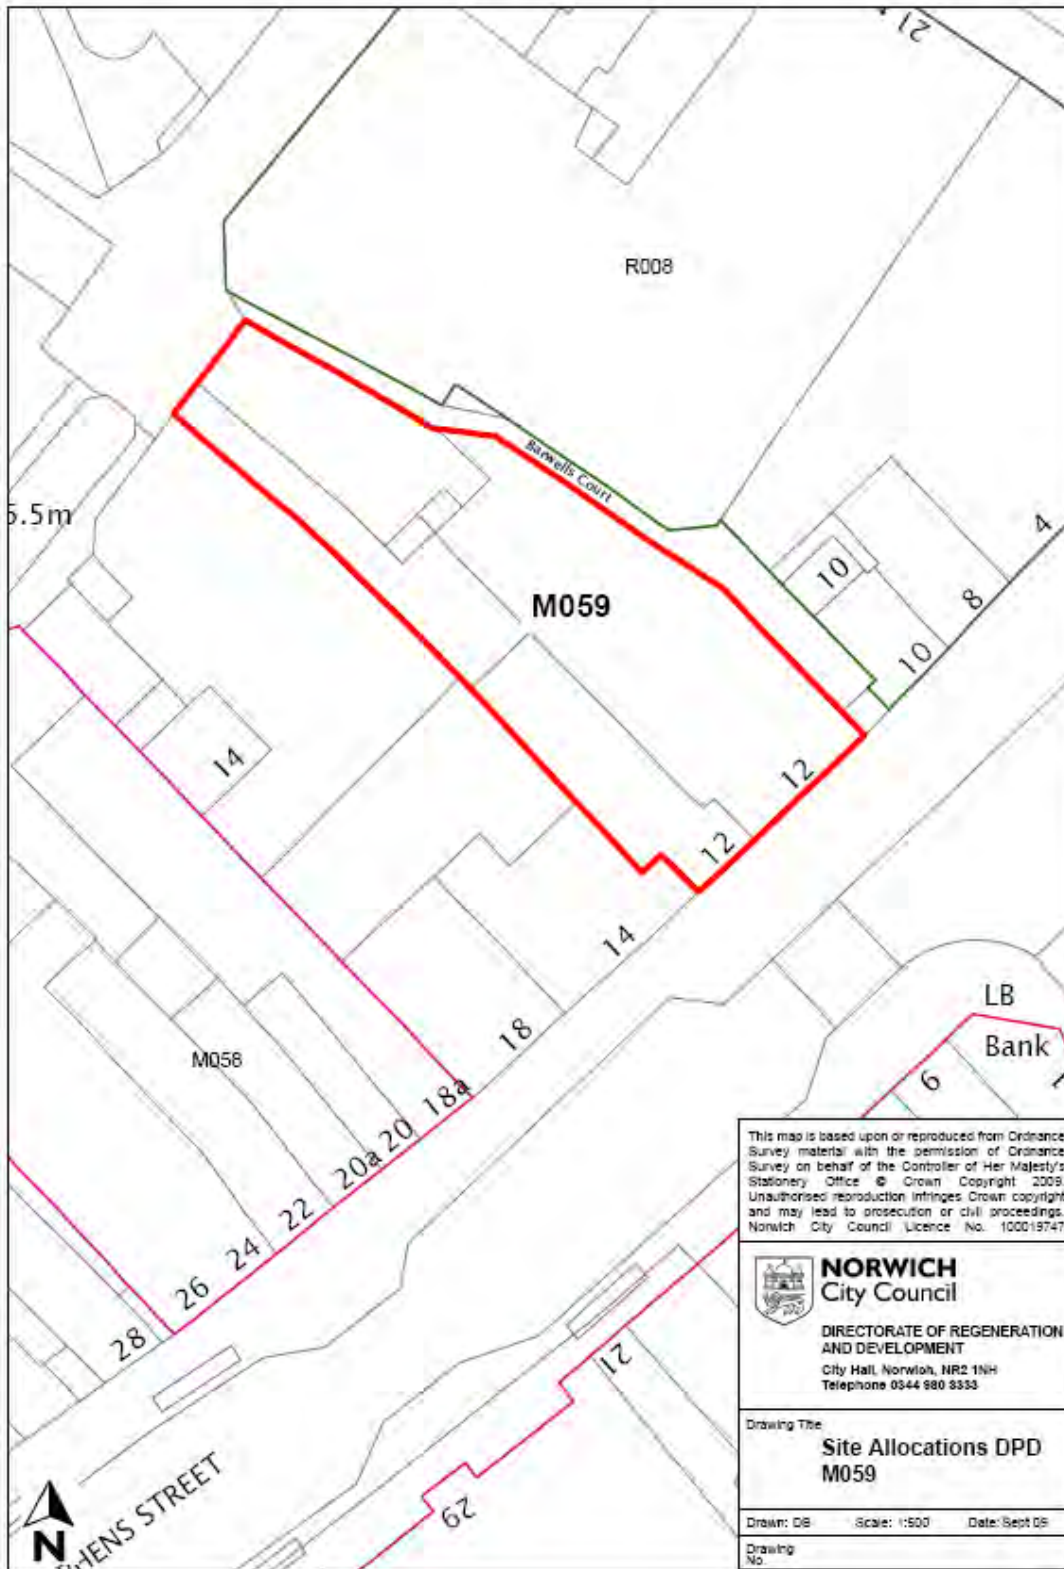 21
R008
Barwells Court
5.5m
M059
10
4
8
10
12
12
14
14
18
18a
20
20a
22
24
26
28
M058
LB
Bank
6
21
29
HENS STREET
N
This map is based upon or reproduced from Ordnance
Survey material with the permission of Ordnance
Survey on behalf of the Controller of Her Majesty's
Stationery Office © Crown Copyright 2009.
Unauthorised reproduction infringes Crown copyright
and may lead to prosecution or civil proceedings.
Norwich City Council Licence No. 100019747
NORWICH
City Council
DIRECTORATE OF REGENERATION
AND DEVELOPMENT
City Hall, Norwich, NR2 1NH
Telephone 0344 980 3333
Drawing Title
Site Allocations DPD
M059
Drawn: DB Scale: 1:500 Date: Sept 09
Drawing
No.